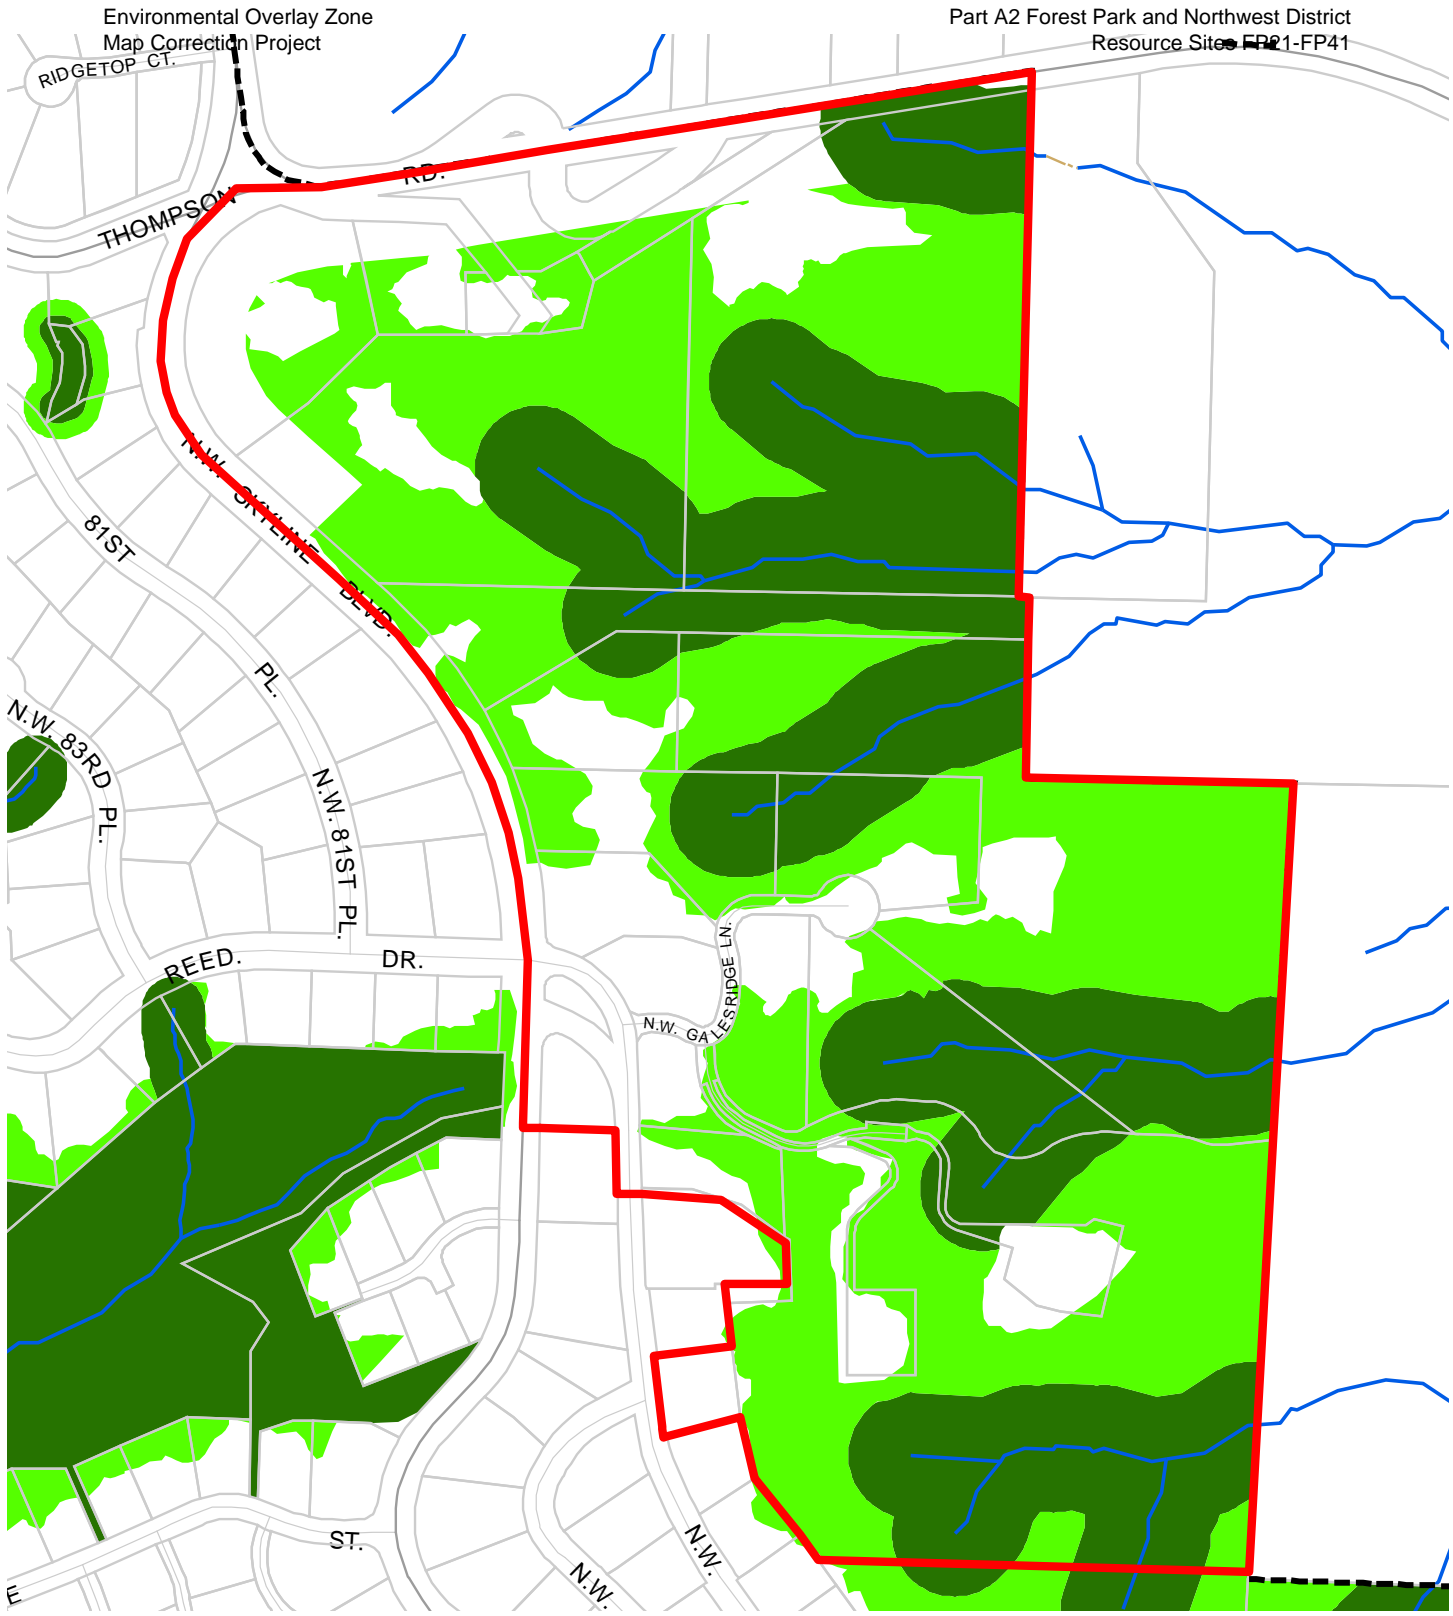 Environmental Overlay Zone
Map Correction Project
Part A2 Forest Park and Northwest District
Resource Sites FP21-FP41
RIDGETOP CT.
THOMPSON
RD.
N.W. SKYLINE BLVD.
81ST
PL.
N.W. 83RD PL.
N.W. 81ST PL.
REED.
DR.
N.W. GALESRIDGE LN.
ST.
N.W.
N.W.
E